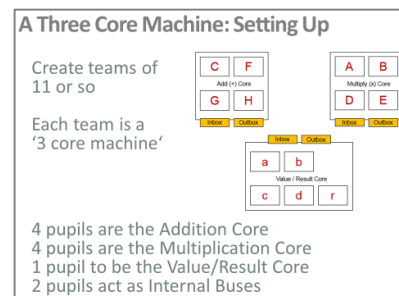 A Three Core Machine: Setting Up
Create teams of
11 or so
Each team is a
'3 core machine'
C F
Add (+) Core
G H
Inbox Outbox
A B
Multiply (x) Core
D E
Inbox Outbox
Inbox Outbox
a b
Value / Result Core
c d r
4 pupils are the Addition Core
4 pupils are the Multiplication Core
1 pupil to be the Value/Result Core
2 pupils act as Internal Buses